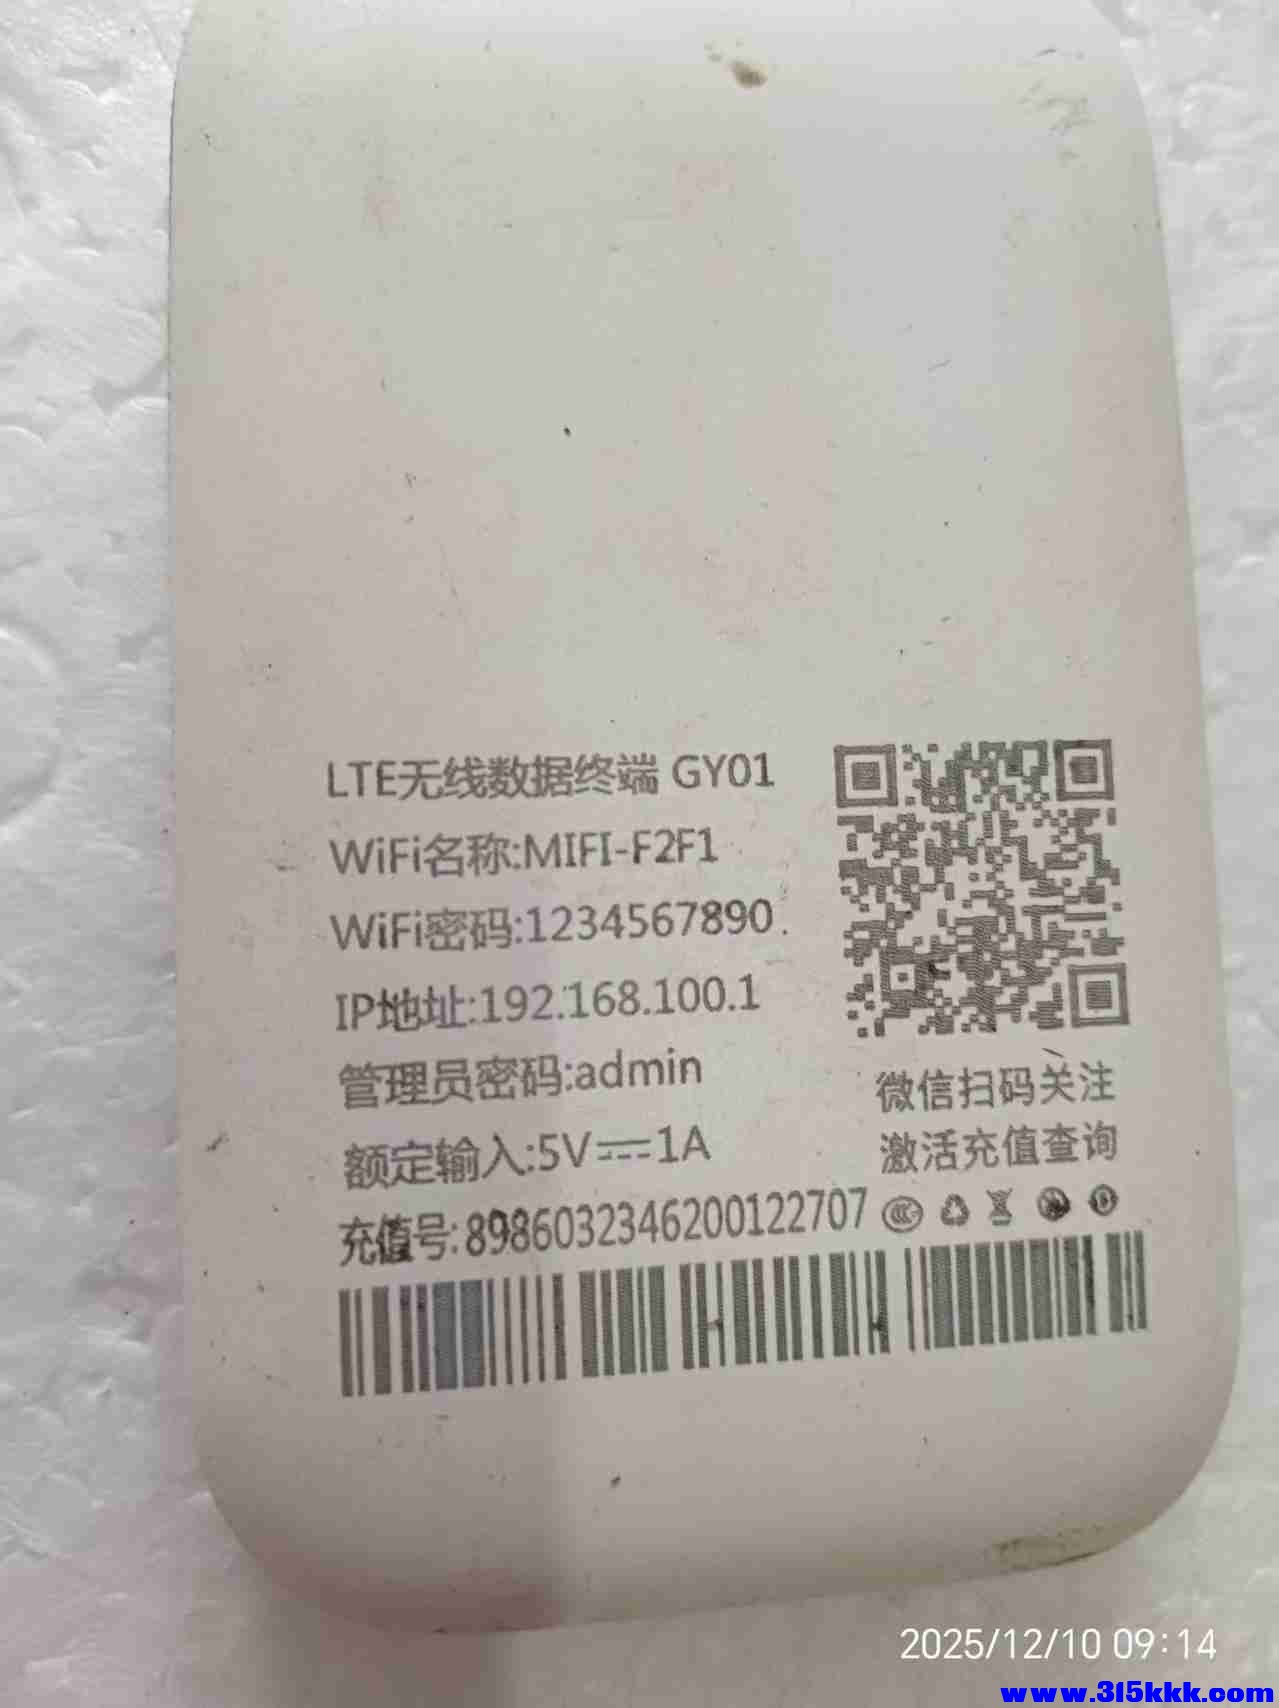 LTE无线数据终端 GY01
WiFi名称:MIFI-F2F1
WiFi密码:1234567890.
IP地址:192.168.100.1
管理员密码:admin
额定输入:5V⎓1A
充值号:8986032346200122707
微信扫码关注
激活充值查询
2025/12/10 09:14
www.315kkk.com